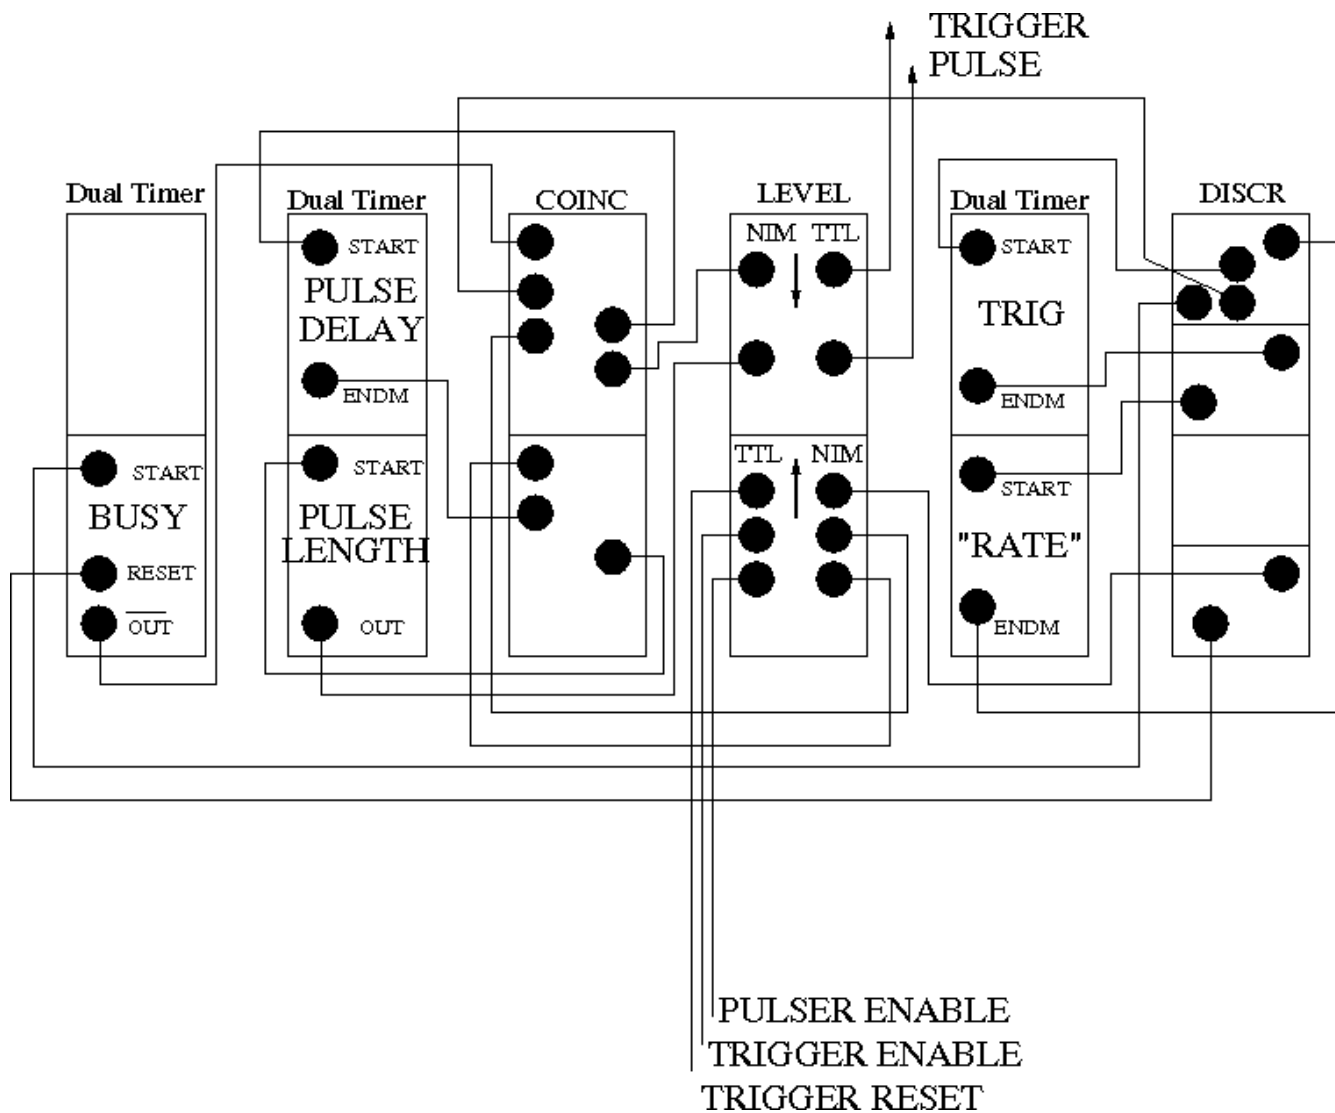 TRIGGER
PULSE
Dual Timer
Dual Timer
COINC
LEVEL
Dual Timer
DISCR
START
PULSE
DELAY
ENDM
NIM
TTL
START
TRIG
ENDM
START
BUSY
RESET
OUT
START
PULSE
LENGTH
OUT
TTL
NIM
START
"RATE"
ENDM
PULSER ENABLE
TRIGGER ENABLE
TRIGGER RESET